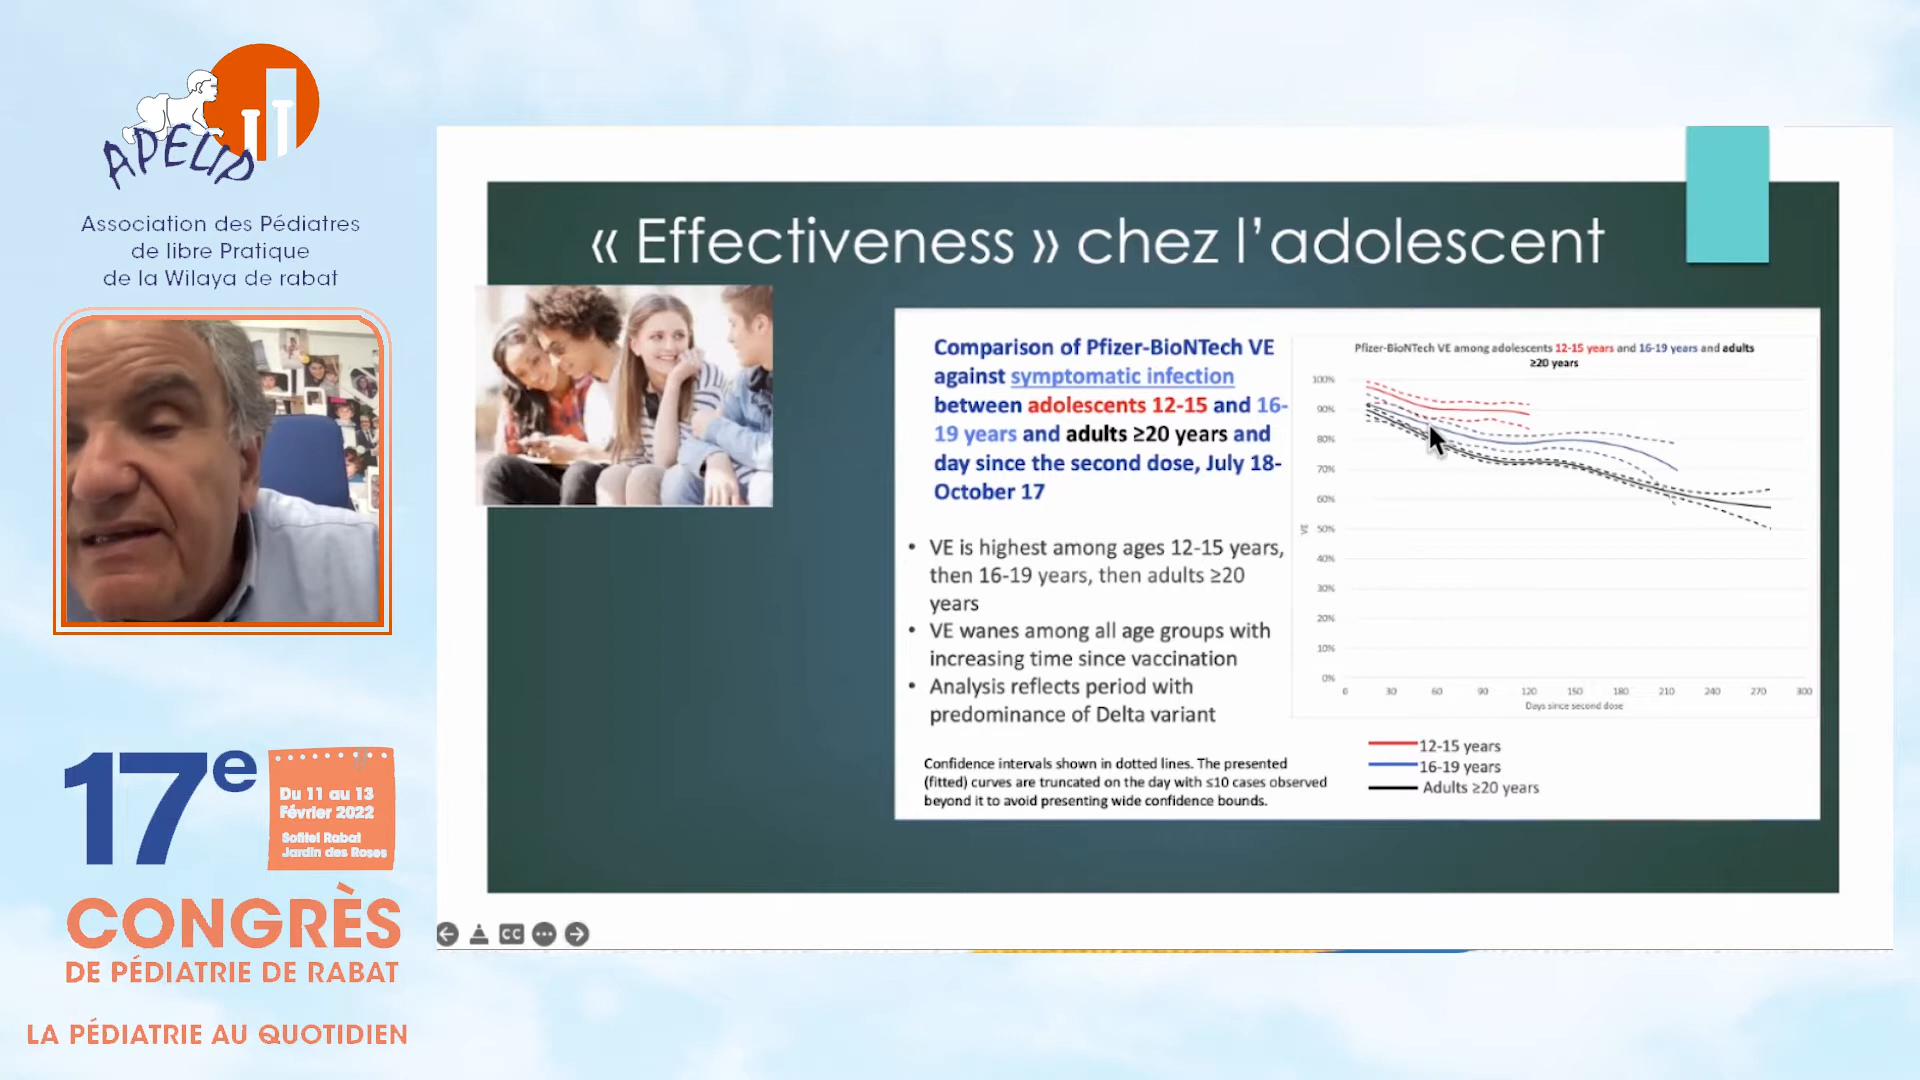 APELIP
Association des Pédiatres
de libre Pratique
de la Wilaya de rabat
17e
Du 11 au 13
Février 2022
Sofitel Rabat
Jardin des Roses
CONGRÈS
DE PÉDIATRIE DE RABAT
LA PÉDIATRIE AU QUOTIDIEN
« Effectiveness » chez l’adolescent
Comparison of Pfizer-BioNTech VE
against symptomatic infection
between adolescents 12-15 and 16-
19 years and adults ≥20 years and
day since the second dose, July 18-
October 17
• VE is highest among ages 12-15 years,
then 16-19 years, then adults ≥20
years
• VE wanes among all age groups with
increasing time since vaccination
• Analysis reflects period with
predominance of Delta variant
Confidence intervals shown in dotted lines. The presented
(fitted) curves are truncated on the day with ≤10 cases observed
beyond it to avoid presenting wide confidence bounds.
Pfizer-BioNTech VE among adolescents 12-15 years and 16-19 years and adults
≥20 years
100%
90%
80%
70%
60%
50%
40%
30%
20%
10%
0%
VE
0 30 60 90 120 150 180 210 240 270 300
Days since second dose
12-15 years
16-19 years
Adults ≥20 years
CC